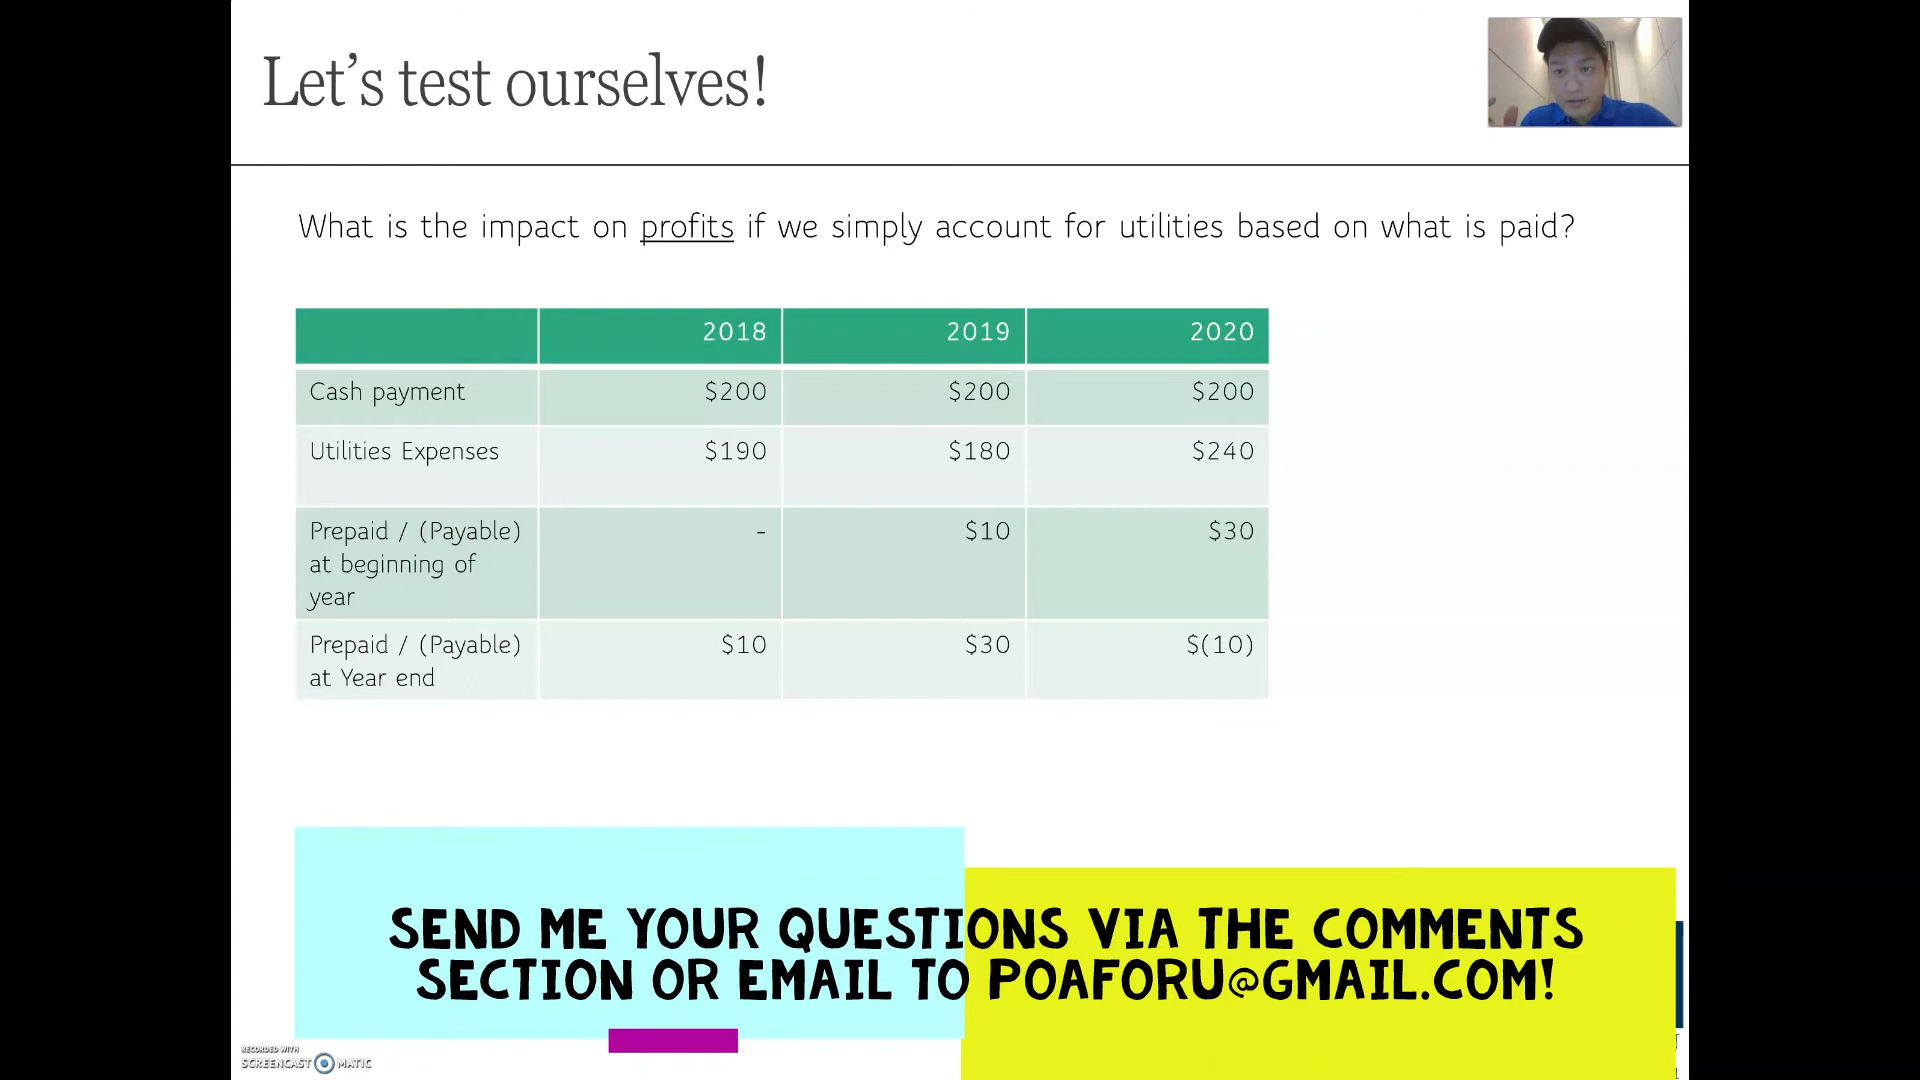 Let's test ourselves!
What is the impact on profits if we simply account for utilities based on what is paid?
2018 2019 2020
Cash payment $200 $200 $200
Utilities Expenses $190 $180 $240
Prepaid / (Payable) - $10 $30
at beginning of
year
Prepaid / (Payable) $10 $30 $(10)
at Year end
SEND ME YOUR QUESTIONS VIA THE COMMENTS
SECTION OR EMAIL TO POAFORU@GMAIL.COM!
RECORDED WITH
SCREENCAST MATIC